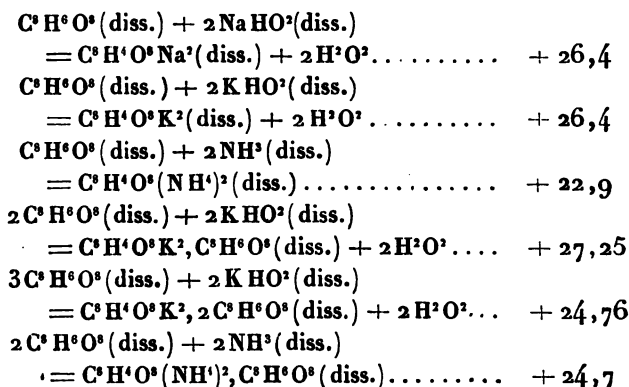 C⁸H⁶O⁸(diss.) + 2NaHO²(diss.)
= C⁸H⁴O⁸Na²(diss.) + 2H²O².......... + 26,4
C⁸H⁶O⁸(diss.) + 2KHO²(diss.)
= C⁸H⁴O⁸K²(diss.) + 2H²O².......... + 26,4
C⁸H⁶O⁸(diss.) + 2NH³(diss.)
= C⁸H⁴O⁸(NH⁴)²(diss.)............... + 22,9
2C⁸H⁶O⁸(diss.) + 2KHO²(diss.)
= C⁸H⁴O⁸K²,C⁸H⁶O⁸(diss.) + 2H²O².... + 27,25
3C⁸H⁶O⁸(diss.) + 2KHO²(diss.)
= C⁸H⁴O⁸K²,2C⁸H⁶O⁸(diss.) + 2H²O²... + 24,76
2C⁸H⁶O⁸(diss.) + 2NH³(diss.)
= C⁸H⁴O⁸(NH⁴)²,C⁸H⁶O⁸(diss.)......... + 24,7